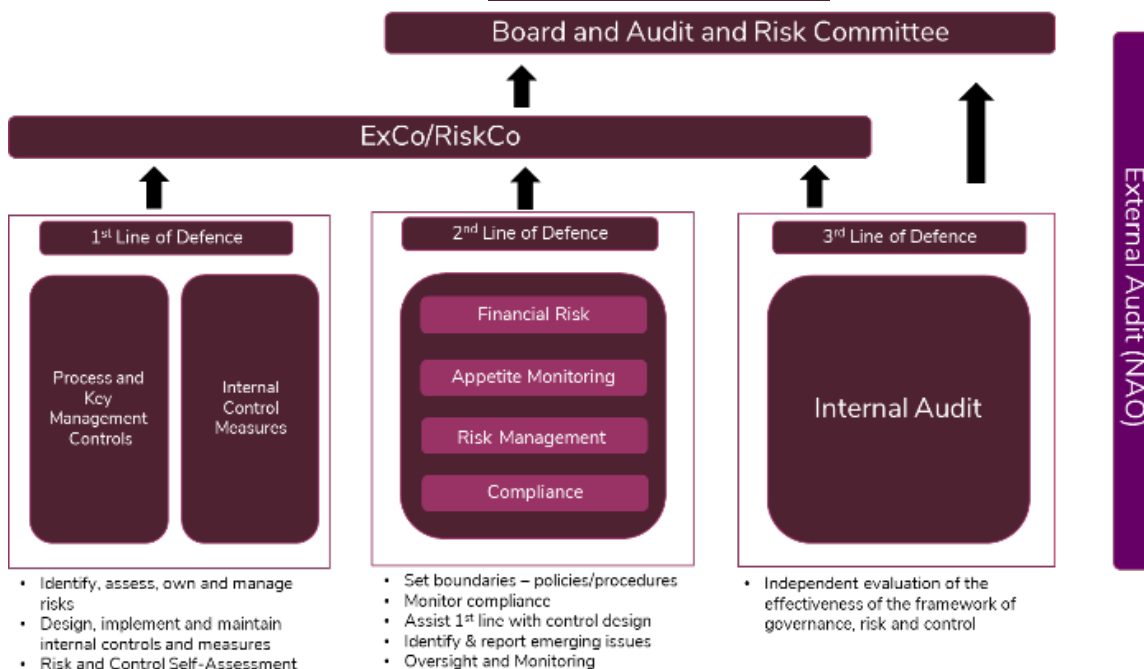 Board and Audit and Risk Committee
ExCo/RiskCo
1st Line of Defence
Process and
Key
Management
Controls
Internal
Control
Measures
• Identify, assess, own and manage
risks
• Design, implement and maintain
internal controls and measures
• Risk and Control Self-Assessment
2nd Line of Defence
Financial Risk
Appetite Monitoring
Risk Management
Compliance
• Set boundaries – policies/procedures
• Monitor compliance
• Assist 1st line with control design
• Identify & report emerging issues
• Oversight and Monitoring
3rd Line of Defence
Internal Audit
• Independent evaluation of the
effectiveness of the framework of
governance, risk and control
External Audit (NAO)